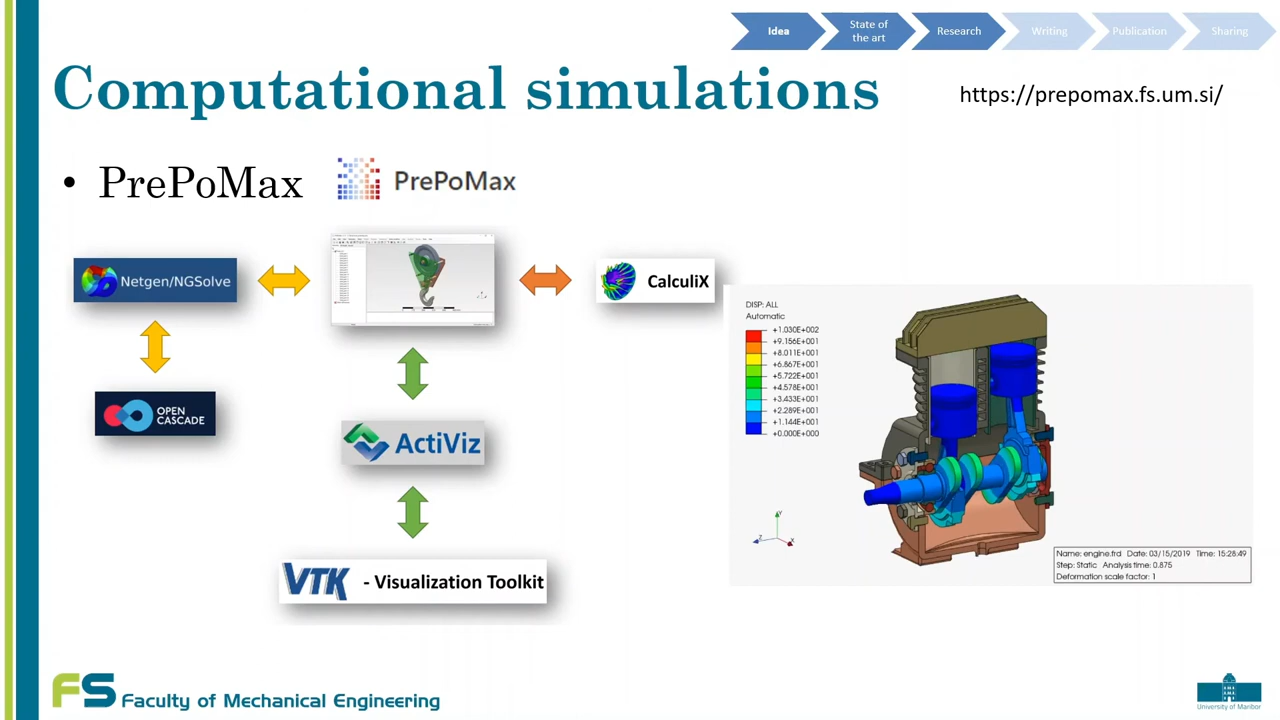 Idea
State of
the art
Research
Writing
Publication
Sharing
Computational simulations
https://prepomax.fs.um.si/
• PrePoMax
PrePoMax
Netgen/NGSolve
CalculiX
OPEN
CASCADE
ActiViz
VTK - Visualization Toolkit
DISP: ALL
Automatic
+1.030E+002
+9.156E+001
+8.011E+001
+6.867E+001
+5.722E+001
+4.578E+001
+3.433E+001
+2.289E+001
+1.144E+001
+0.000E+000
Y
Z
X
Name: engine.frd Date: 03/15/2019 Time: 15:28:49
Step: Static Analysis time: 0.875
Deformation scale factor: 1
FS Faculty of Mechanical Engineering
University of Maribor